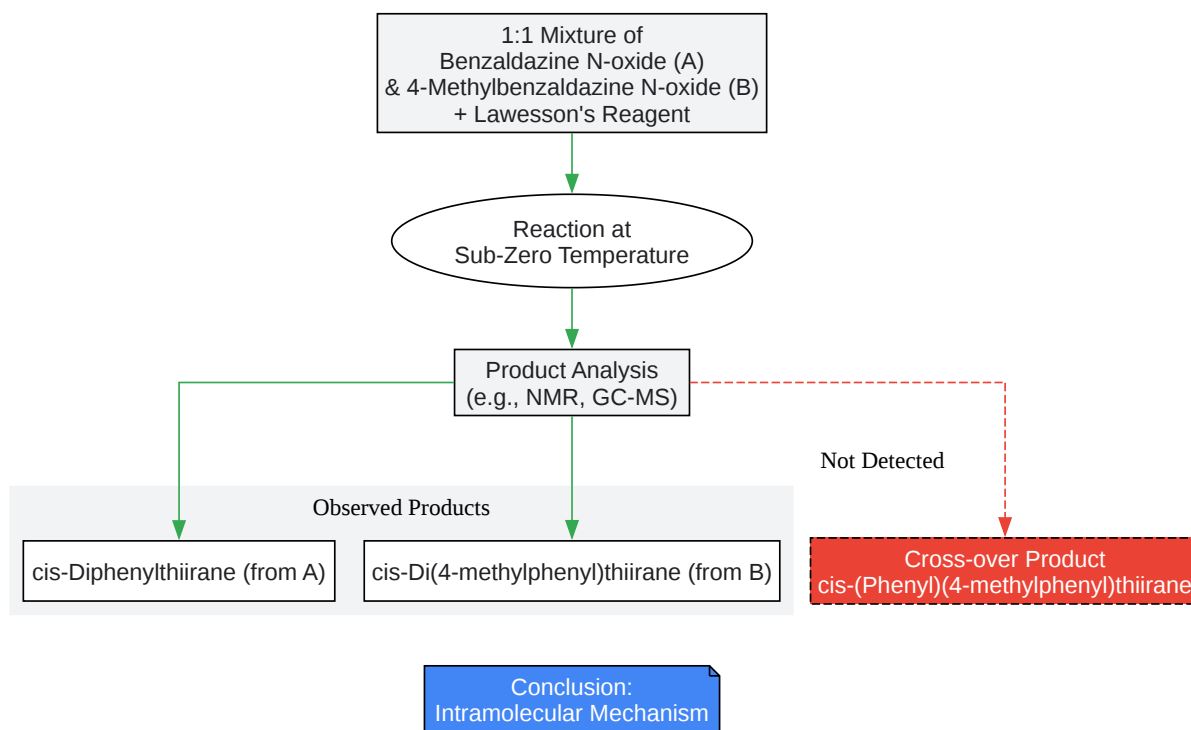 1:1 Mixture of
Benzaldazine N-oxide (A)
& 4-Methylbenzaldazine N-oxide (B)
+ Lawesson's Reagent
Reaction at
Sub-Zero Temperature
Product Analysis
(e.g., NMR, GC-MS)
Not Detected
Observed Products
cis-Diphenylthiirane (from A)
cis-Di(4-methylphenyl)thiirane (from B)
Cross-over Product
cis-(Phenyl)(4-methylphenyl)thiirane
Conclusion:
Intramolecular Mechanism